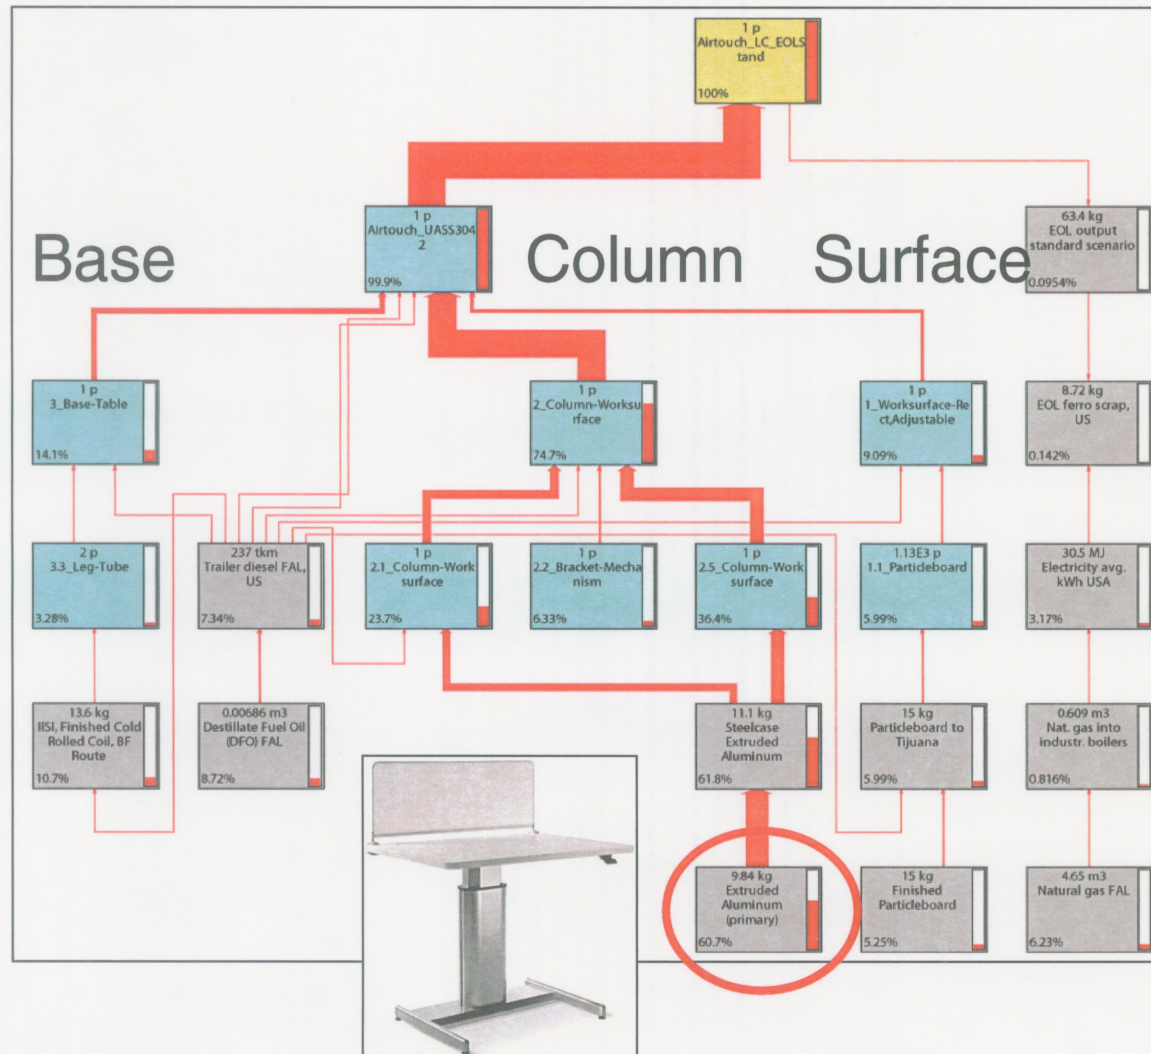 1 p
Airtouch_LC_EOLS
tand
100%
1 p
Airtouch_UASS304
2
99.9%
63.4 kg
EOL output
standard scenario
0.0954%
Base
Column
Surface
1 p
3_Base-Table
14.1%
1 p
2_Column-Worksu
rface
74.7%
1 p
1_Worksurface-Re
ct,Adjustable
9.09%
8.72 kg
EOL ferro scrap,
US
0.142%
2 p
3.3_Leg-Tube
3.28%
237 tkm
Trailer diesel FAL,
US
7.34%
1 p
2.1_Column-Work
surface
23.7%
1 p
2.2_Bracket-Mecha
nism
6.33%
1 p
2.5_Column-Work
surface
36.4%
1.13E3 p
1.1_Particleboard
5.99%
30.5 MJ
Electricity avg.
kWh USA
3.17%
13.6 kg
IISI, Finished Cold
Rolled Coil, BF
Route
10.7%
0.00686 m3
Destillate Fuel Oil
(DFO) FAL
8.72%
11.1 kg
Steelcase
Extruded
Aluminum
61.8%
15 kg
Particleboard to
Tijuana
5.99%
0.609 m3
Nat. gas into
industr. boilers
0.816%
9.84 kg
Extruded
Aluminum
(primary)
60.7%
15 kg
Finished
Particleboard
5.25%
4.65 m3
Natural gas FAL
6.23%